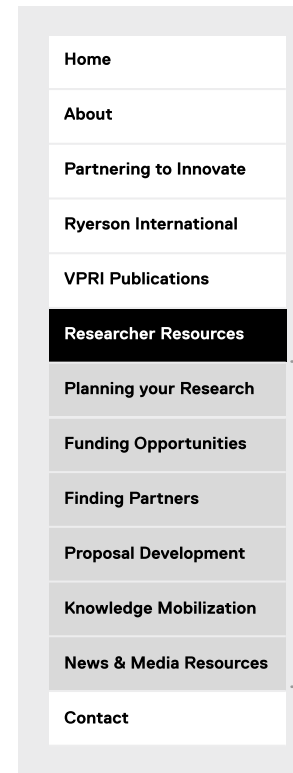 Home
About
Partnering to Innovate
Ryerson International
VPRI Publications
Researcher Resources
Planning your Research
Funding Opportunities
Finding Partners
Proposal Development
Knowledge Mobilization
News & Media Resources
Contact